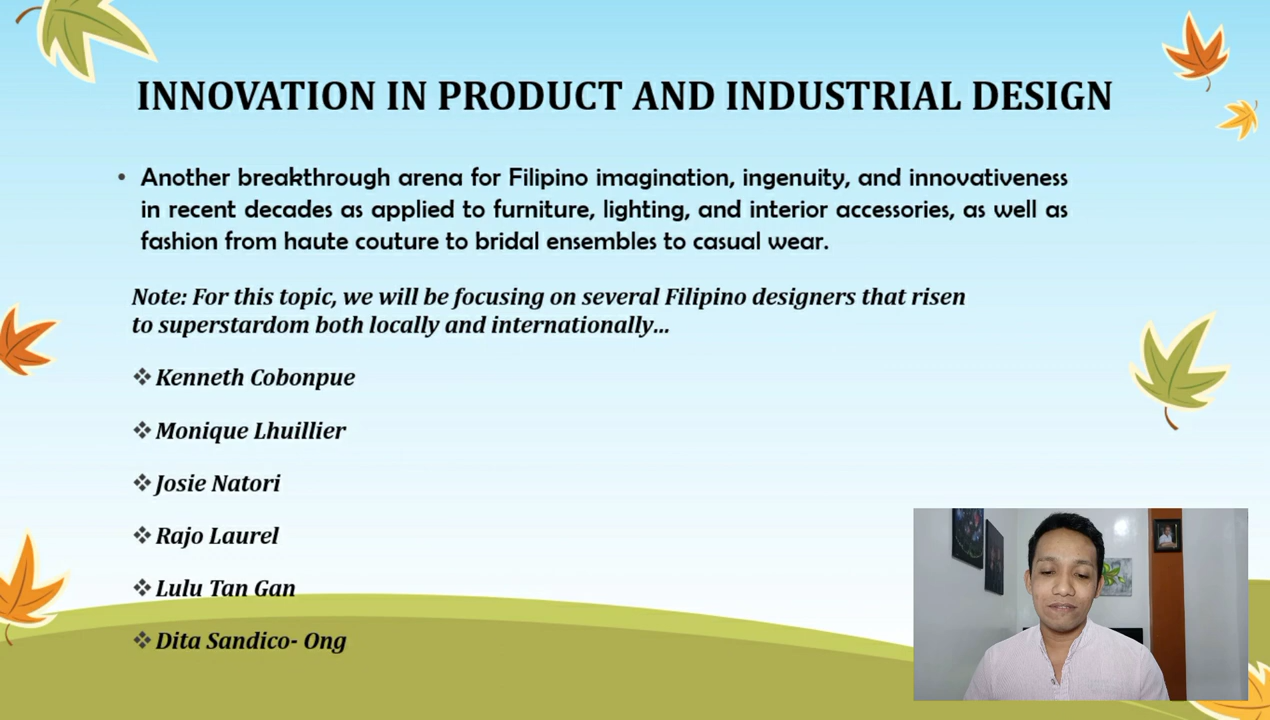 INNOVATION IN PRODUCT AND INDUSTRIAL DESIGN
• Another breakthrough arena for Filipino imagination, ingenuity, and innovativeness
in recent decades as applied to furniture, lighting, and interior accessories, as well as
fashion from haute couture to bridal ensembles to casual wear.
Note: For this topic, we will be focusing on several Filipino designers that risen
to superstardom both locally and internationally...
❖ Kenneth Cobonpue
❖ Monique Lhuillier
❖ Josie Natori
❖ Rajo Laurel
❖ Lulu Tan Gan
❖ Dita Sandico- Ong